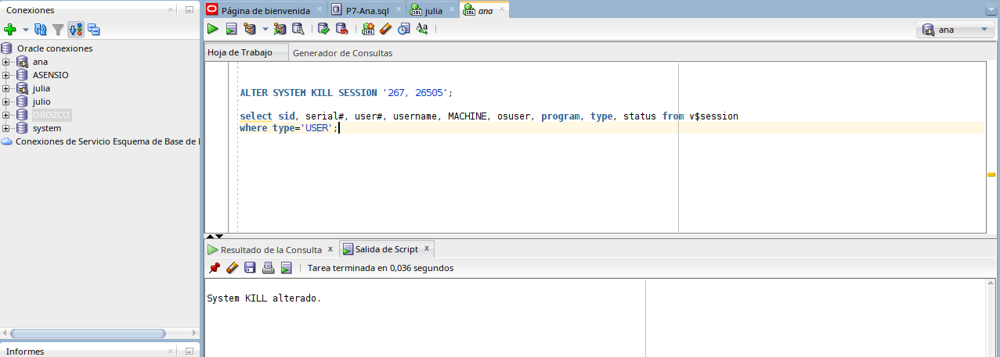 Conexiones
Oracle conexiones
ana
ASENSIO
julia
julio
OROZCO
system
Conexiones de Servicio Esquema de Base de
Informes
Página de bienvenida
P7-Ana.sql
julia
ana
ana
Hoja de Trabajo
Generador de Consultas
ALTER SYSTEM KILL SESSION '267, 26505';
select sid, serial#, user#, username, MACHINE, osuser, program, type, status from v$session
where type='USER';
Resultado de la Consulta
Salida de Script
Tarea terminada en 0,036 segundos
System KILL alterado.